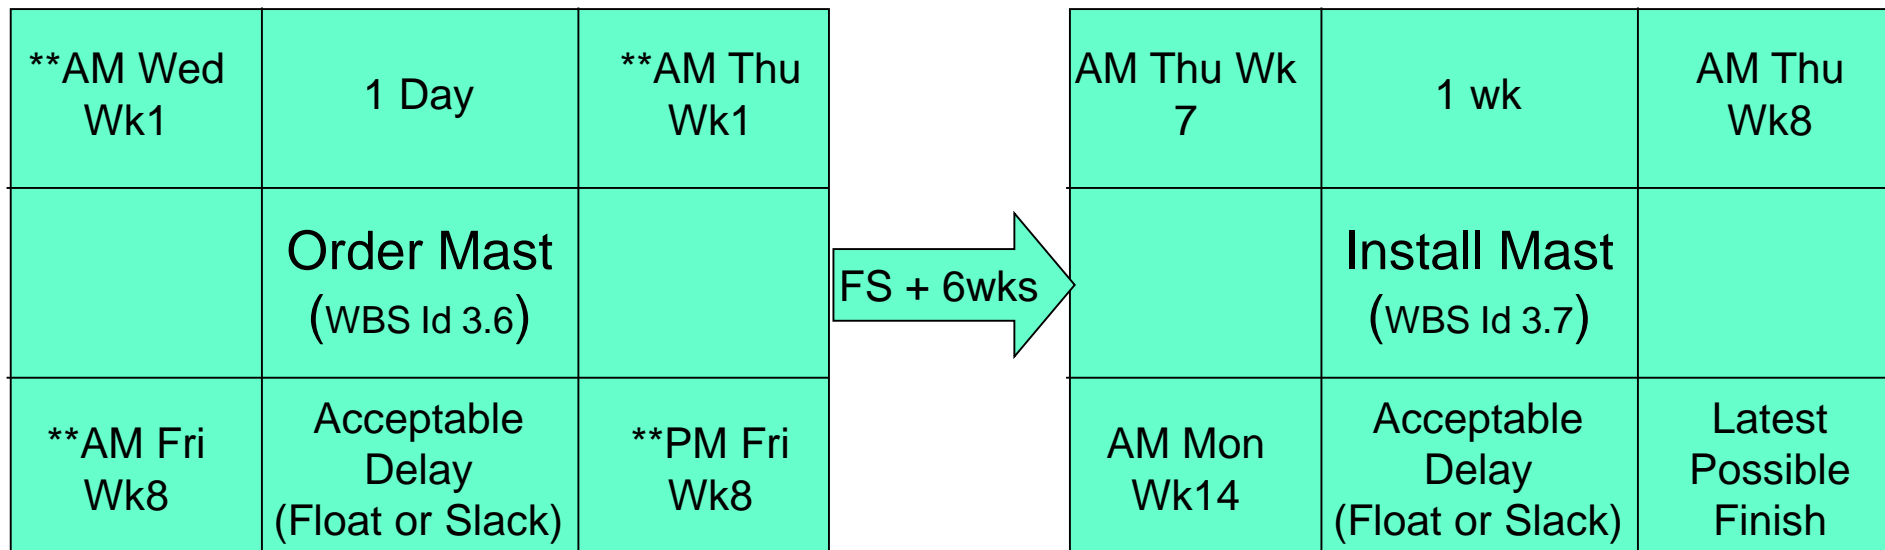 **AM Wed
Wk1
1 Day
**AM Thu
Wk1
Order Mast
(WBS Id 3.6)
**AM Fri
Wk8
Acceptable
Delay
(Float or Slack)
**PM Fri
Wk8
FS + 6wks
AM Thu Wk
7
1 wk
AM Thu
Wk8
Install Mast
(WBS Id 3.7)
AM Mon
Wk14
Acceptable
Delay
(Float or Slack)
Latest
Possible
Finish